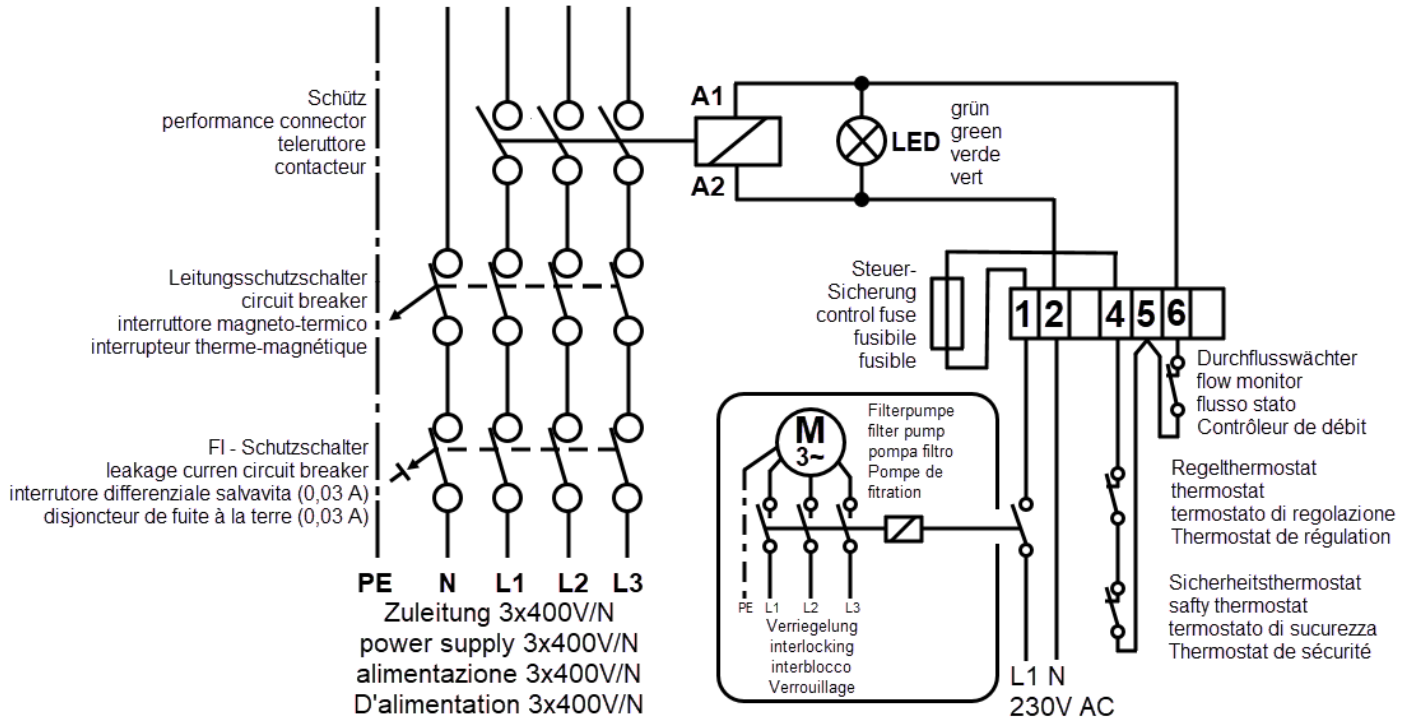 Schütz
performance connector
teleruttore
contacteur
A1
A2
LED
grün
green
verde
vert
Leitungsschutzschalter
circuit breaker
interruttore magneto-termico
interrupteur therme-magnétique
Steuer-
Sicherung
control fuse
fusibile
fusible
1 2 4 5 6
Durchflusswächter
flow monitor
flusso stato
Contrôleur de débit
FI - Schutzschalter
leakage curren circuit breaker
interrutore differenziale salvavita (0,03 A)
disjoncteur de fuite à la terre (0,03 A)
M
3~
Filterpumpe
filter pump
pompa filtro
Pompe de
fitration
Regelthermostat
thermostat
termostato di regolazione
Thermostat de régulation
Sicherheitsthermostat
safty thermostat
termostato di sucurezza
Thermostat de sécurité
PE N L1 L2 L3
Zuleitung 3x400V/N
power supply 3x400V/N
alimentazione 3x400V/N
D'alimentation 3x400V/N
PE L1 L2 L3
Verriegelung
interlocking
interblocco
Verrouillage
L1 N
230V AC